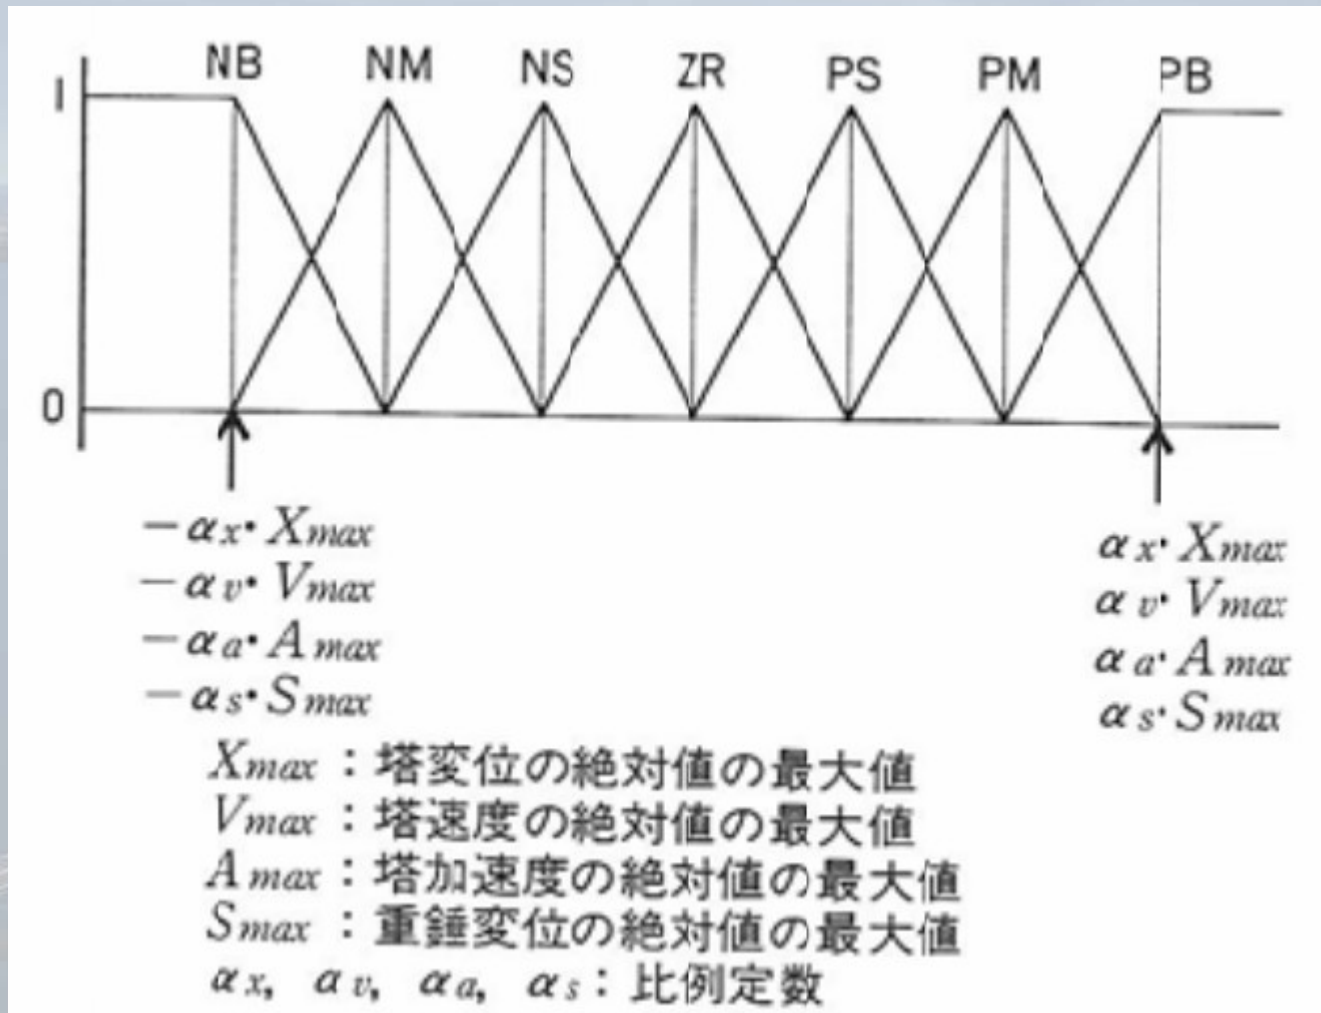 NB NM NS ZR PS PM PB
1
0
−αx・Xmax
−αv・Vmax
−αa・Amax
−αs・Smax
αx・Xmax
αv・Vmax
αa・Amax
αs・Smax
Xmax：塔変位の絶対値の最大値
Vmax：塔速度の絶対値の最大値
Amax：塔加速度の絶対値の最大値
Smax：重錘変位の絶対値の最大値
αx, αv, αa, αs：比例定数